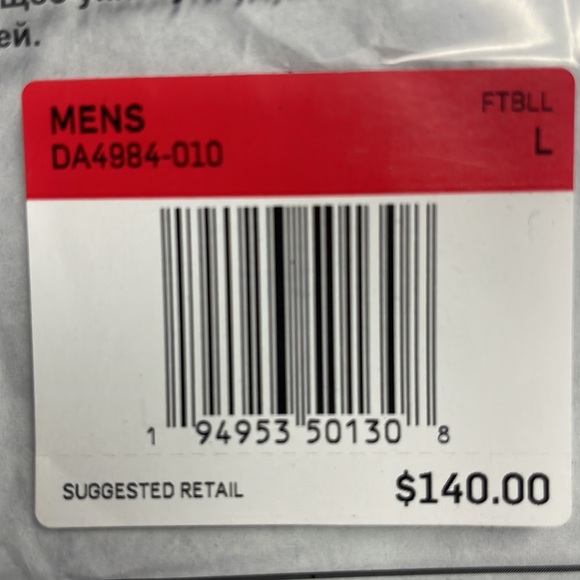 ей.
MENS
FTBLL
DA4984-010
L
1 94953 50130 8
SUGGESTED RETAIL
$140.00